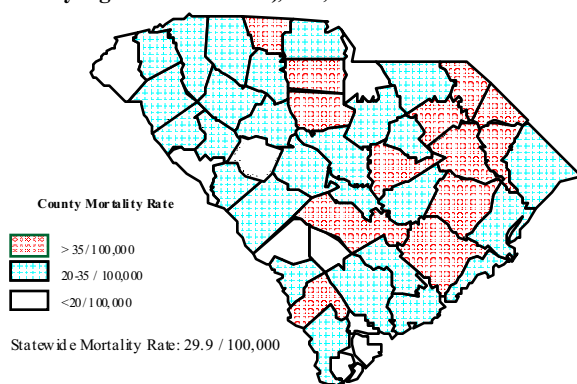 County Mortality Rate
> 35/100,000
20-35 / 100,000
<20/100,000
Statewide Mortality Rate: 29.9 / 100,000